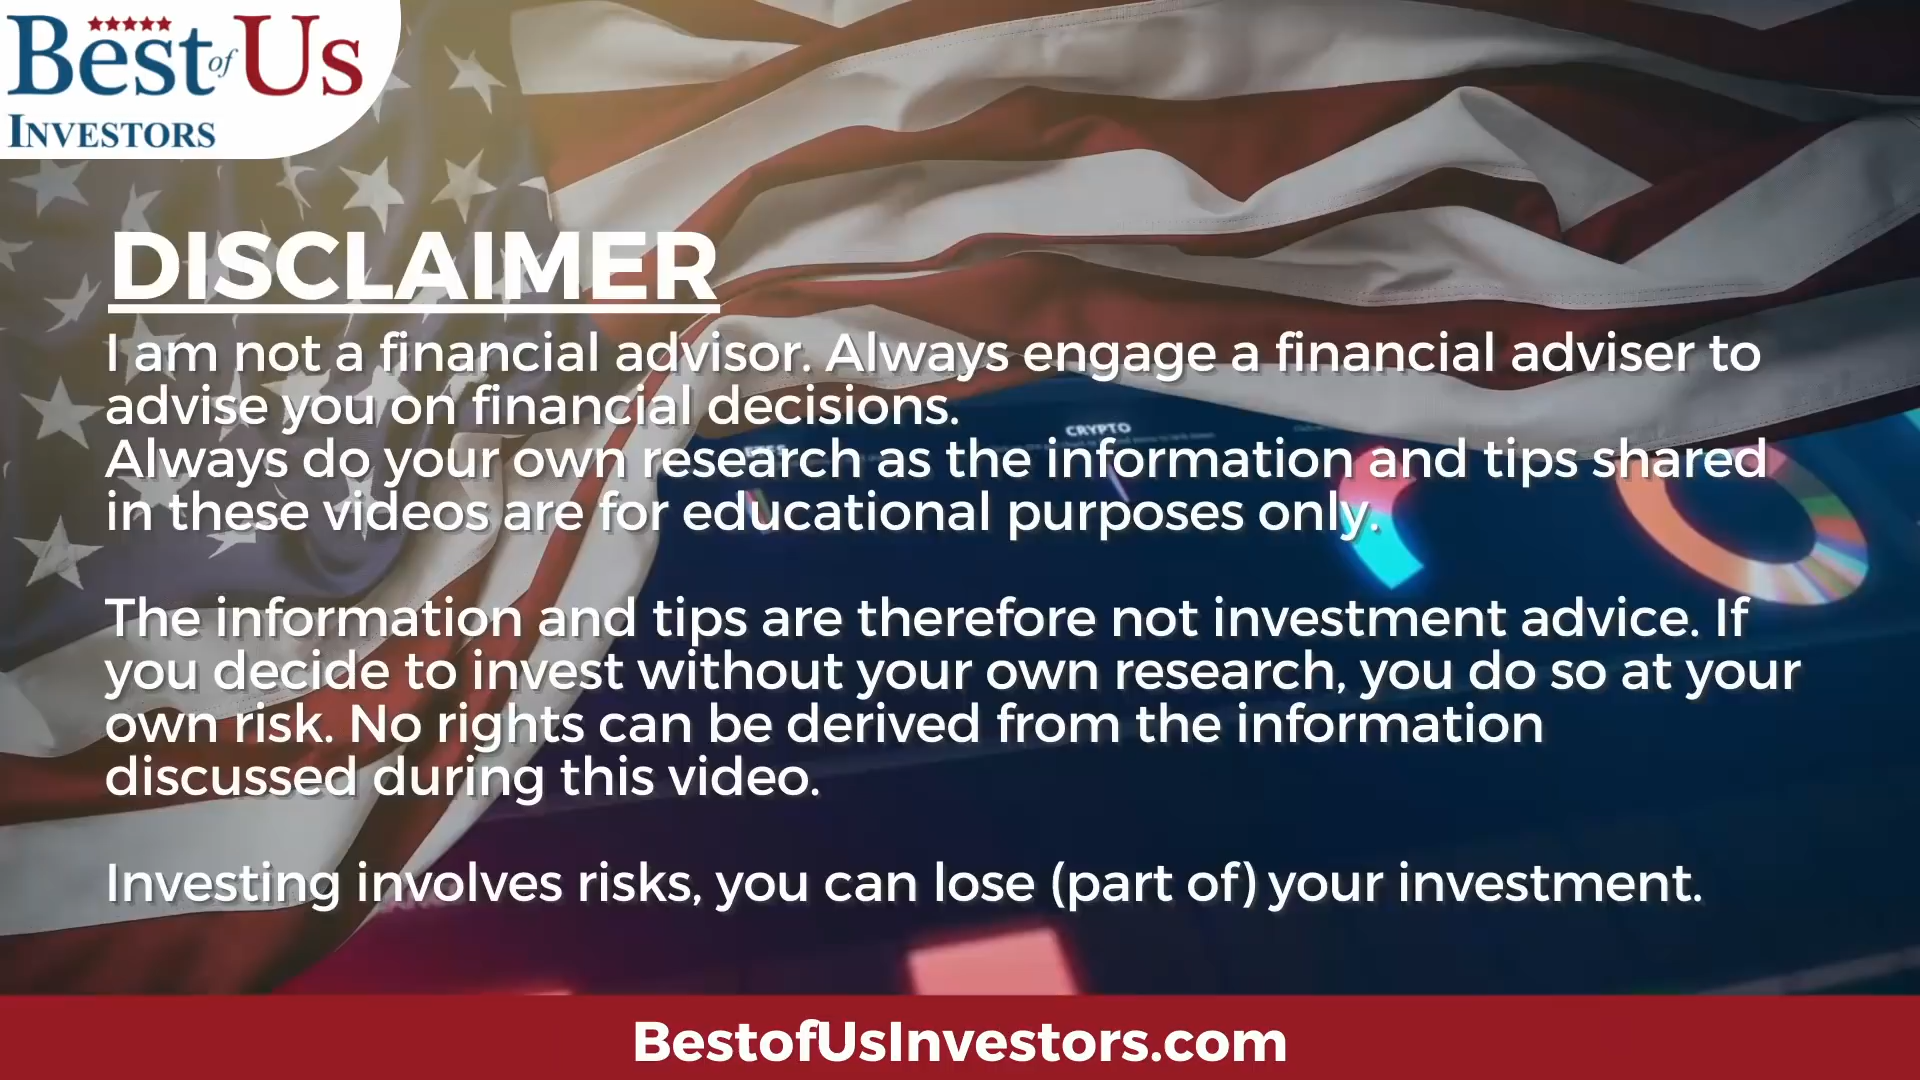 Best of Us
INVESTORS
DISCLAIMER
I am not a financial advisor. Always engage a financial adviser to
advise you on financial decisions.
CRYPTO
Always do your own research as the information and tips shared
in these videos are for educational purposes only.
The information and tips are therefore not investment advice. If
you decide to invest without your own research, you do so at your
own risk. No rights can be derived from the information
discussed during this video.
Investing involves risks, you can lose (part of) your investment.
BestofUsInvestors.com